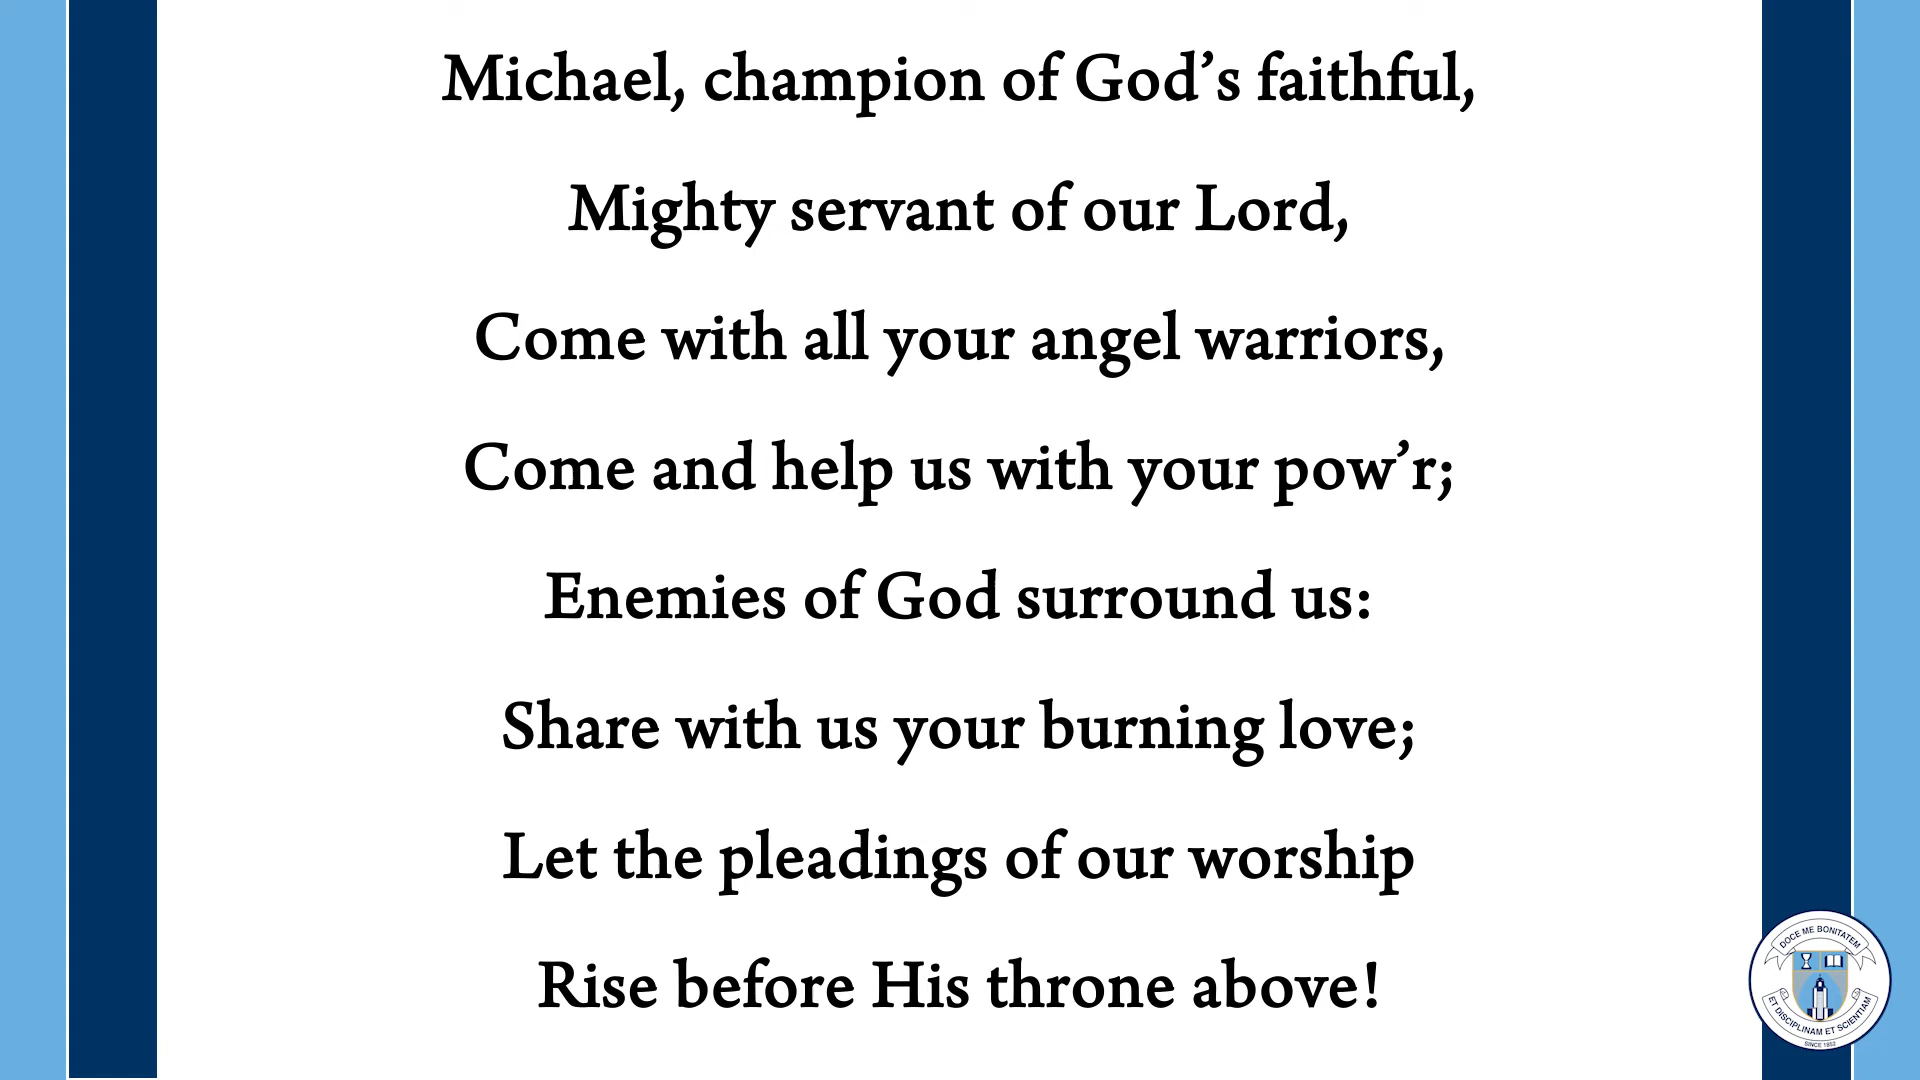 Michael, champion of God’s faithful,
Mighty servant of our Lord,
Come with all your angel warriors,
Come and help us with your pow’r;
Enemies of God surround us:
Share with us your burning love;
Let the pleadings of our worship
Rise before His throne above!
DOCE ME BONITATEM
ET DISCIPLINAM ET SCIENTIAM
SINCE 1852